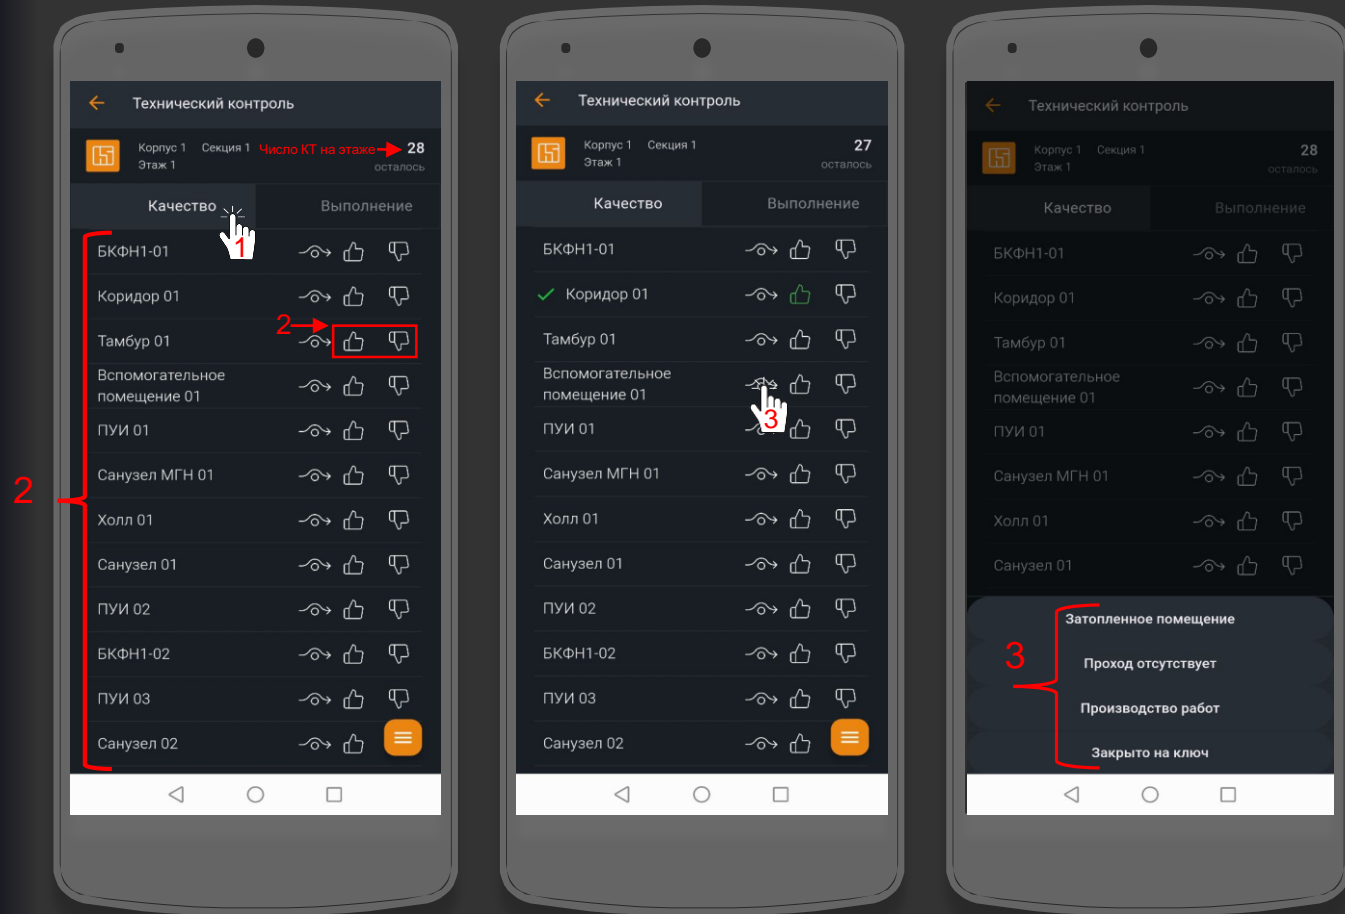 Технический контроль
Корпус 1 Секция 1 Число КТ на этаже 28
Этаж 1 осталось
Качество Выполнение
1
БКФН1-01
Коридор 01
2
Тамбур 01
Вспомогательное
помещение 01
ПУИ 01
Санузел МГН 01
2
Холл 01
Санузел 01
ПУИ 02
БКФН1-02
ПУИ 03
Санузел 02
Технический контроль
Корпус 1 Секция 1 27
Этаж 1 осталось
Качество Выполнение
БКФН1-01
Коридор 01
Тамбур 01
Вспомогательное
помещение 01
3
ПУИ 01
Санузел МГН 01
Холл 01
Санузел 01
ПУИ 02
БКФН1-02
ПУИ 03
Санузел 02
Технический контроль
Корпус 1 Секция 1 28
Этаж 1 осталось
Качество Выполнение
БКФН1-01
Коридор 01
Тамбур 01
Вспомогательное
помещение 01
ПУИ 01
Санузел МГН 01
Холл 01
Санузел 01
Затопленное помещение
3
Проход отсутствует
Производство работ
Закрыто на ключ